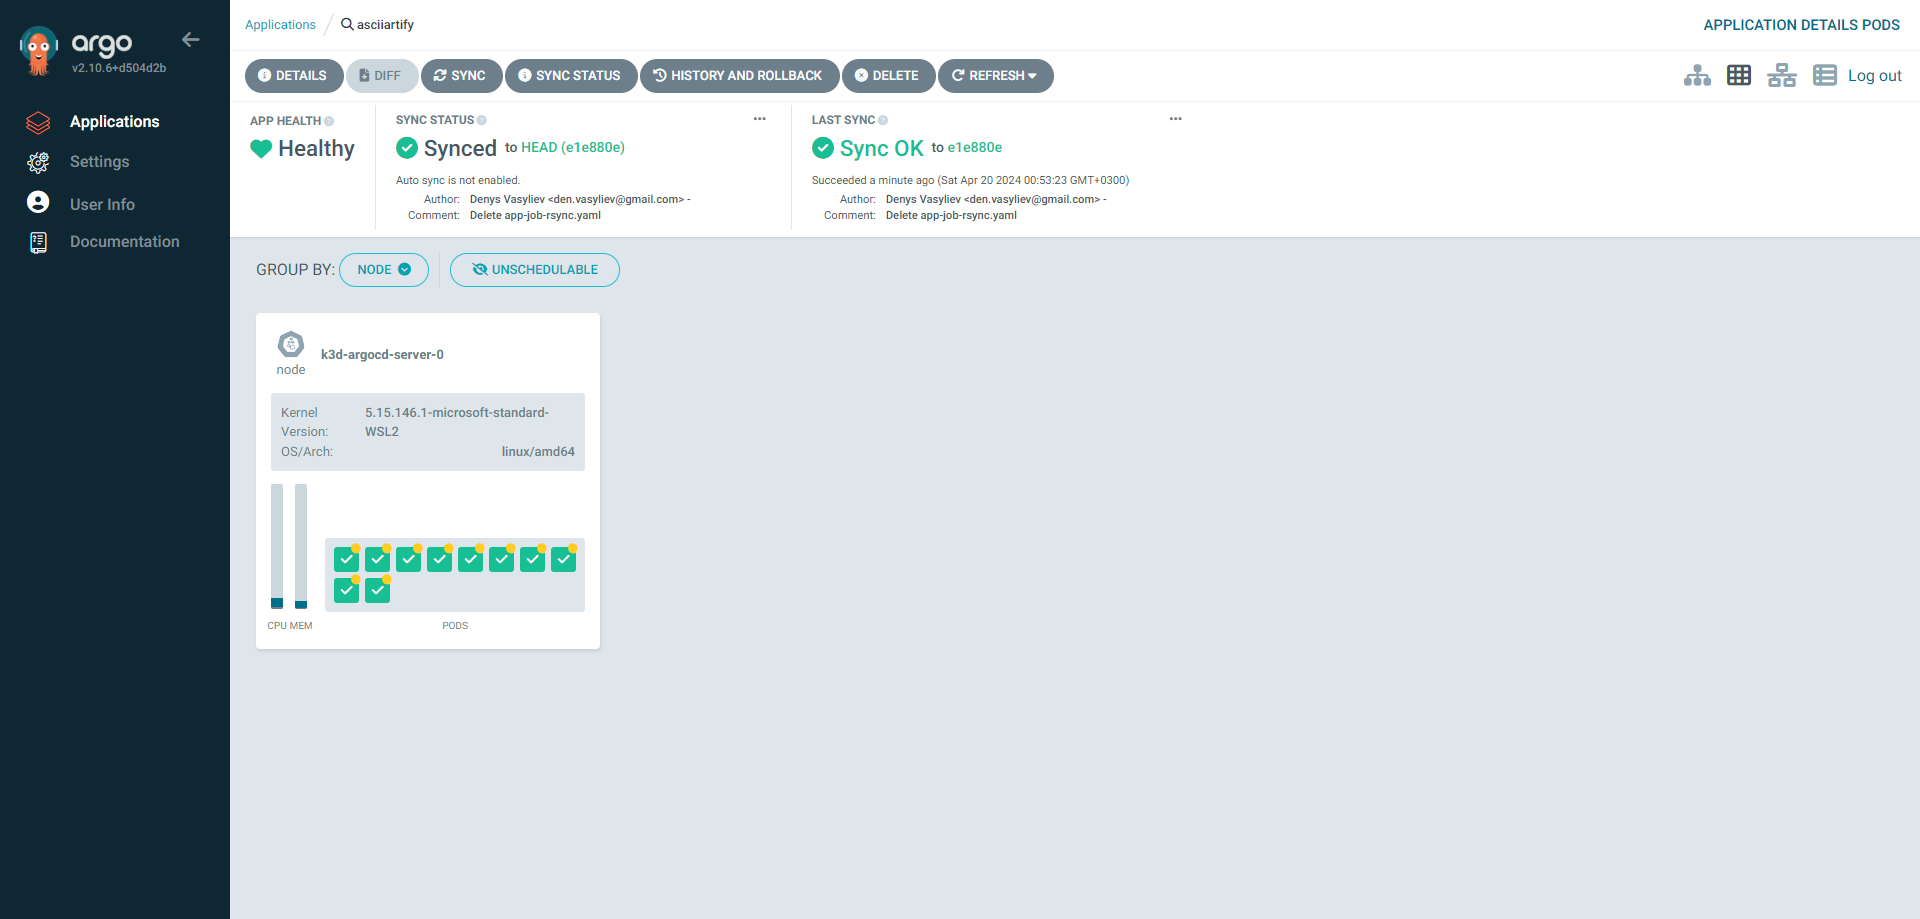 argo
v2.10.6+d504d2b
Applications
Settings
User Info
Documentation
Applications / asciiartify
APPLICATION DETAILS PODS
DETAILS DIFF SYNC SYNC STATUS HISTORY AND ROLLBACK DELETE REFRESH
Log out
APP HEALTH
Healthy
SYNC STATUS
Synced to HEAD (e1e880e)
Auto sync is not enabled.
Author: Denys Vasyliev <den.vasyliev@gmail.com> -
Comment: Delete app-job-rsync.yaml
LAST SYNC
Sync OK to e1e880e
Succeeded a minute ago (Sat Apr 20 2024 00:53:23 GMT+0300)
Author: Denys Vasyliev <den.vasyliev@gmail.com> -
Comment: Delete app-job-rsync.yaml
GROUP BY: NODE UNSCHEDULABLE
node
k3d-argocd-server-0
Kernel 5.15.146.1-microsoft-standard-
Version: WSL2
OS/Arch: linux/amd64
CPU MEM PODS